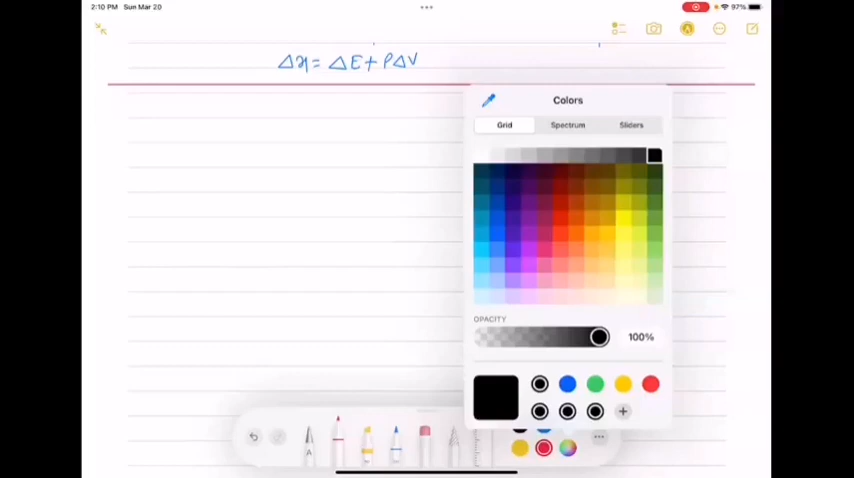 2:10 PM Sun Mar 20
97%
ΔH = ΔE + PΔV
Colors
Grid Spectrum Sliders
OPACITY
100%
A